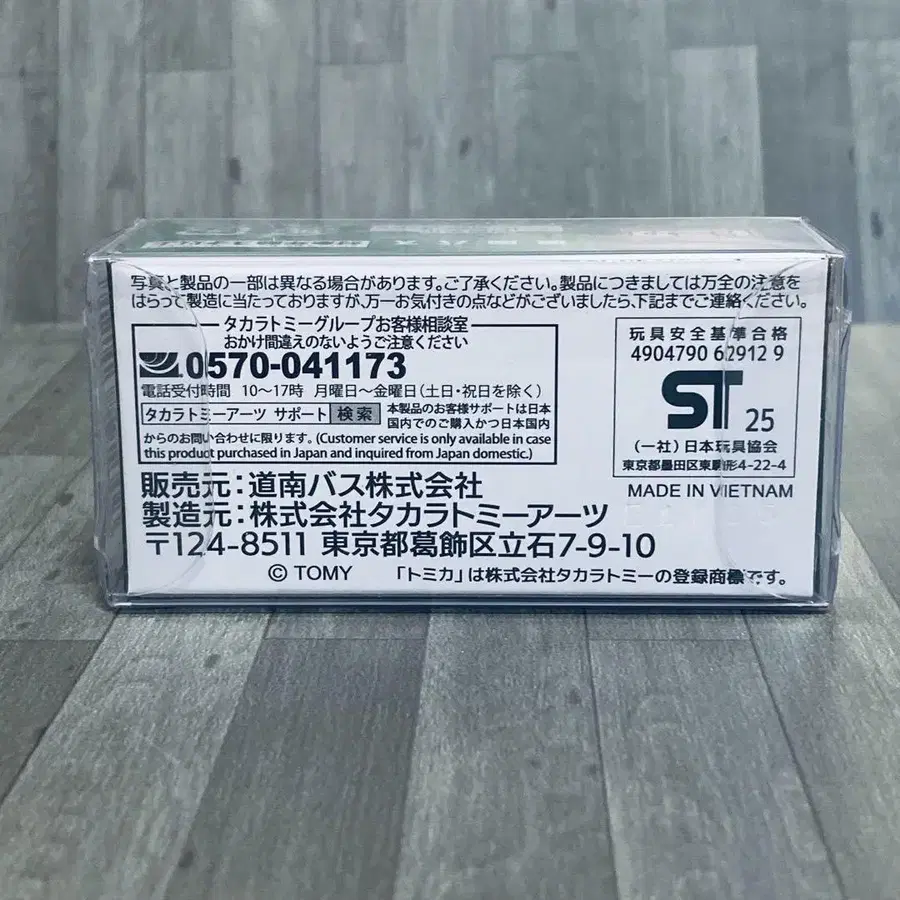 写真と製品の一部は異なる場合があります。ご了承ください。製品につきましては万全の注意を
はらって製造に当たっておりますが、万一お気付きの点などがございましたら、下記までご連絡ください。
タカラトミーグループお客様相談室
おかけ間違えのないようご注意ください
0570-041173
電話受付時間 10〜17時 月曜日〜金曜日(土日・祝日を除く)
タカラトミーアーツ サポート 検索
本製品のお客様サポートは日本
国内でのご購入かつ日本国内
からのお問い合わせに限ります。(Customer service is only available in case
this product purchased in Japan and inquired from Japan domestic.)
玩具安全基準合格
4904790 62912 9
ST 25
(一社)日本玩具協会
東京都墨田区東駒形4-22-4
MADE IN VIETNAM
販売元:道南バス株式会社
製造元:株式会社タカラトミーアーツ
〒124-8511 東京都葛飾区立石7-9-10
© TOMY 「トミカ」は株式会社タカラトミーの登録商標です。